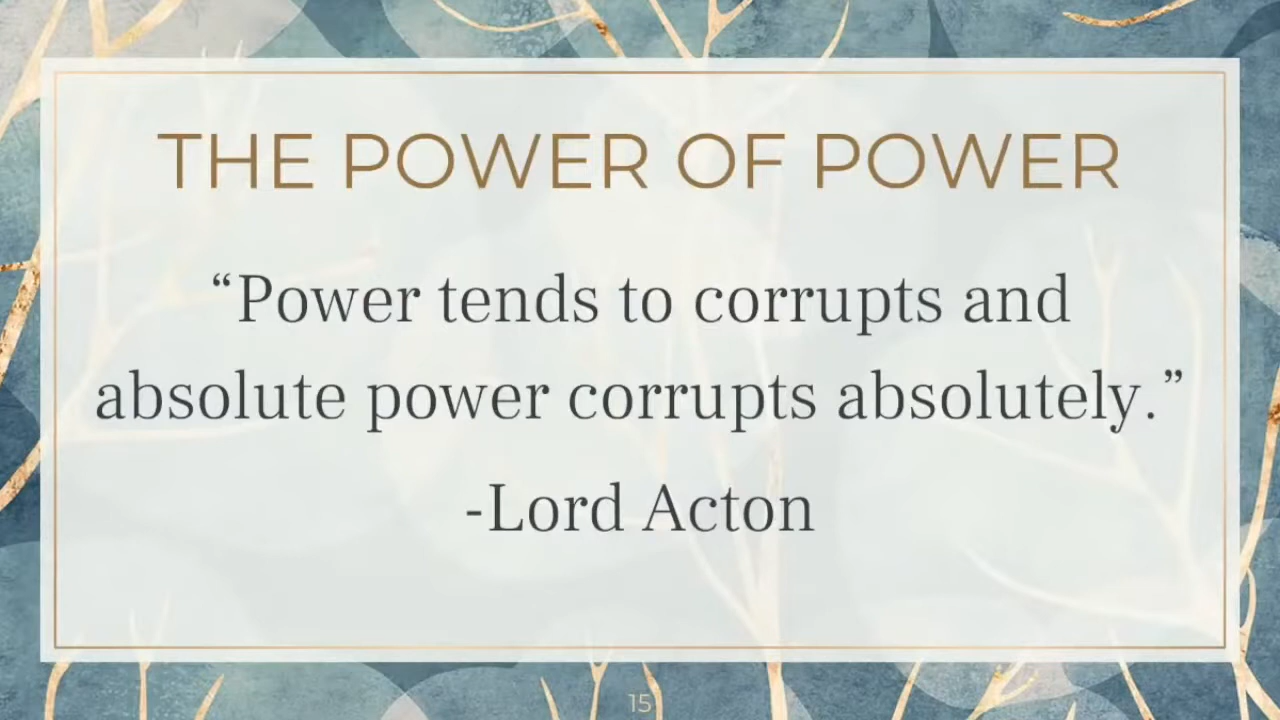 THE POWER OF POWER
“Power tends to corrupts and
absolute power corrupts absolutely.”
-Lord Acton
15